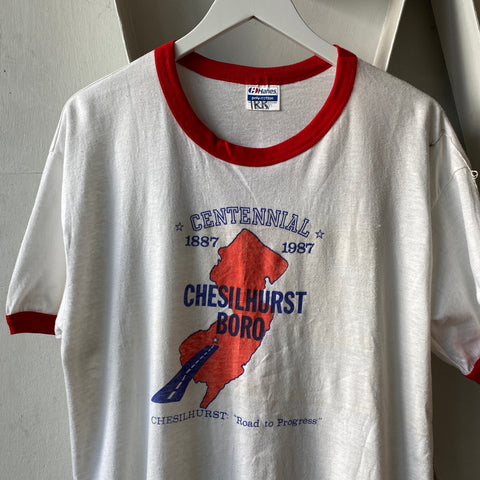 Hanes
CENTENNIAL
1887 1987
CHESILHURST
BORO
CHESILHURST: "Road to Progress"